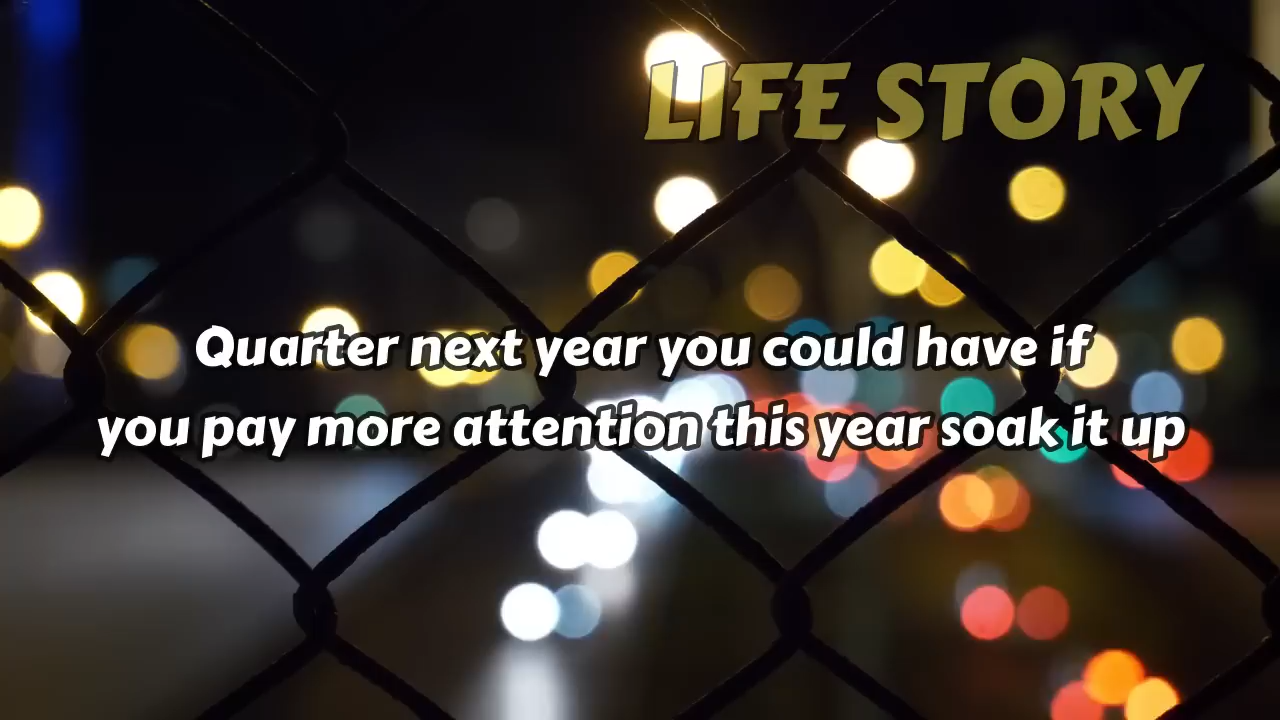 LIFE STORY
Quarter next year you could have if
you pay more attention this year soak it up